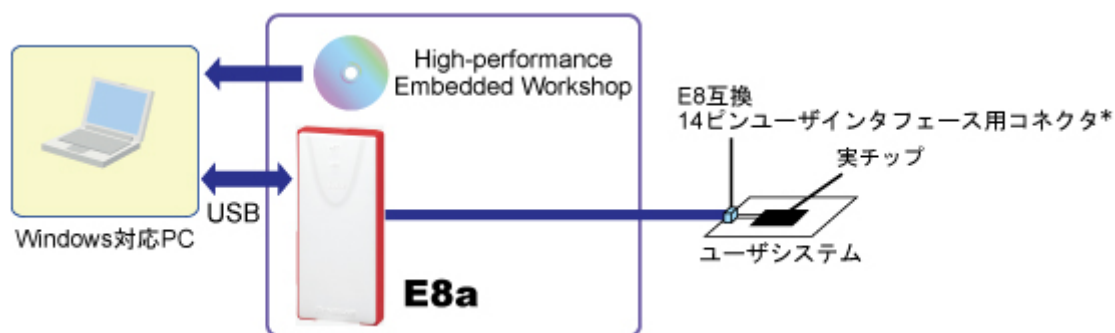 High-performance
Embedded Workshop
E8互換
14ピンユーザインタフェース用コネクタ*
実チップ
USB
Windows対応PC
E8a
ユーザシステム